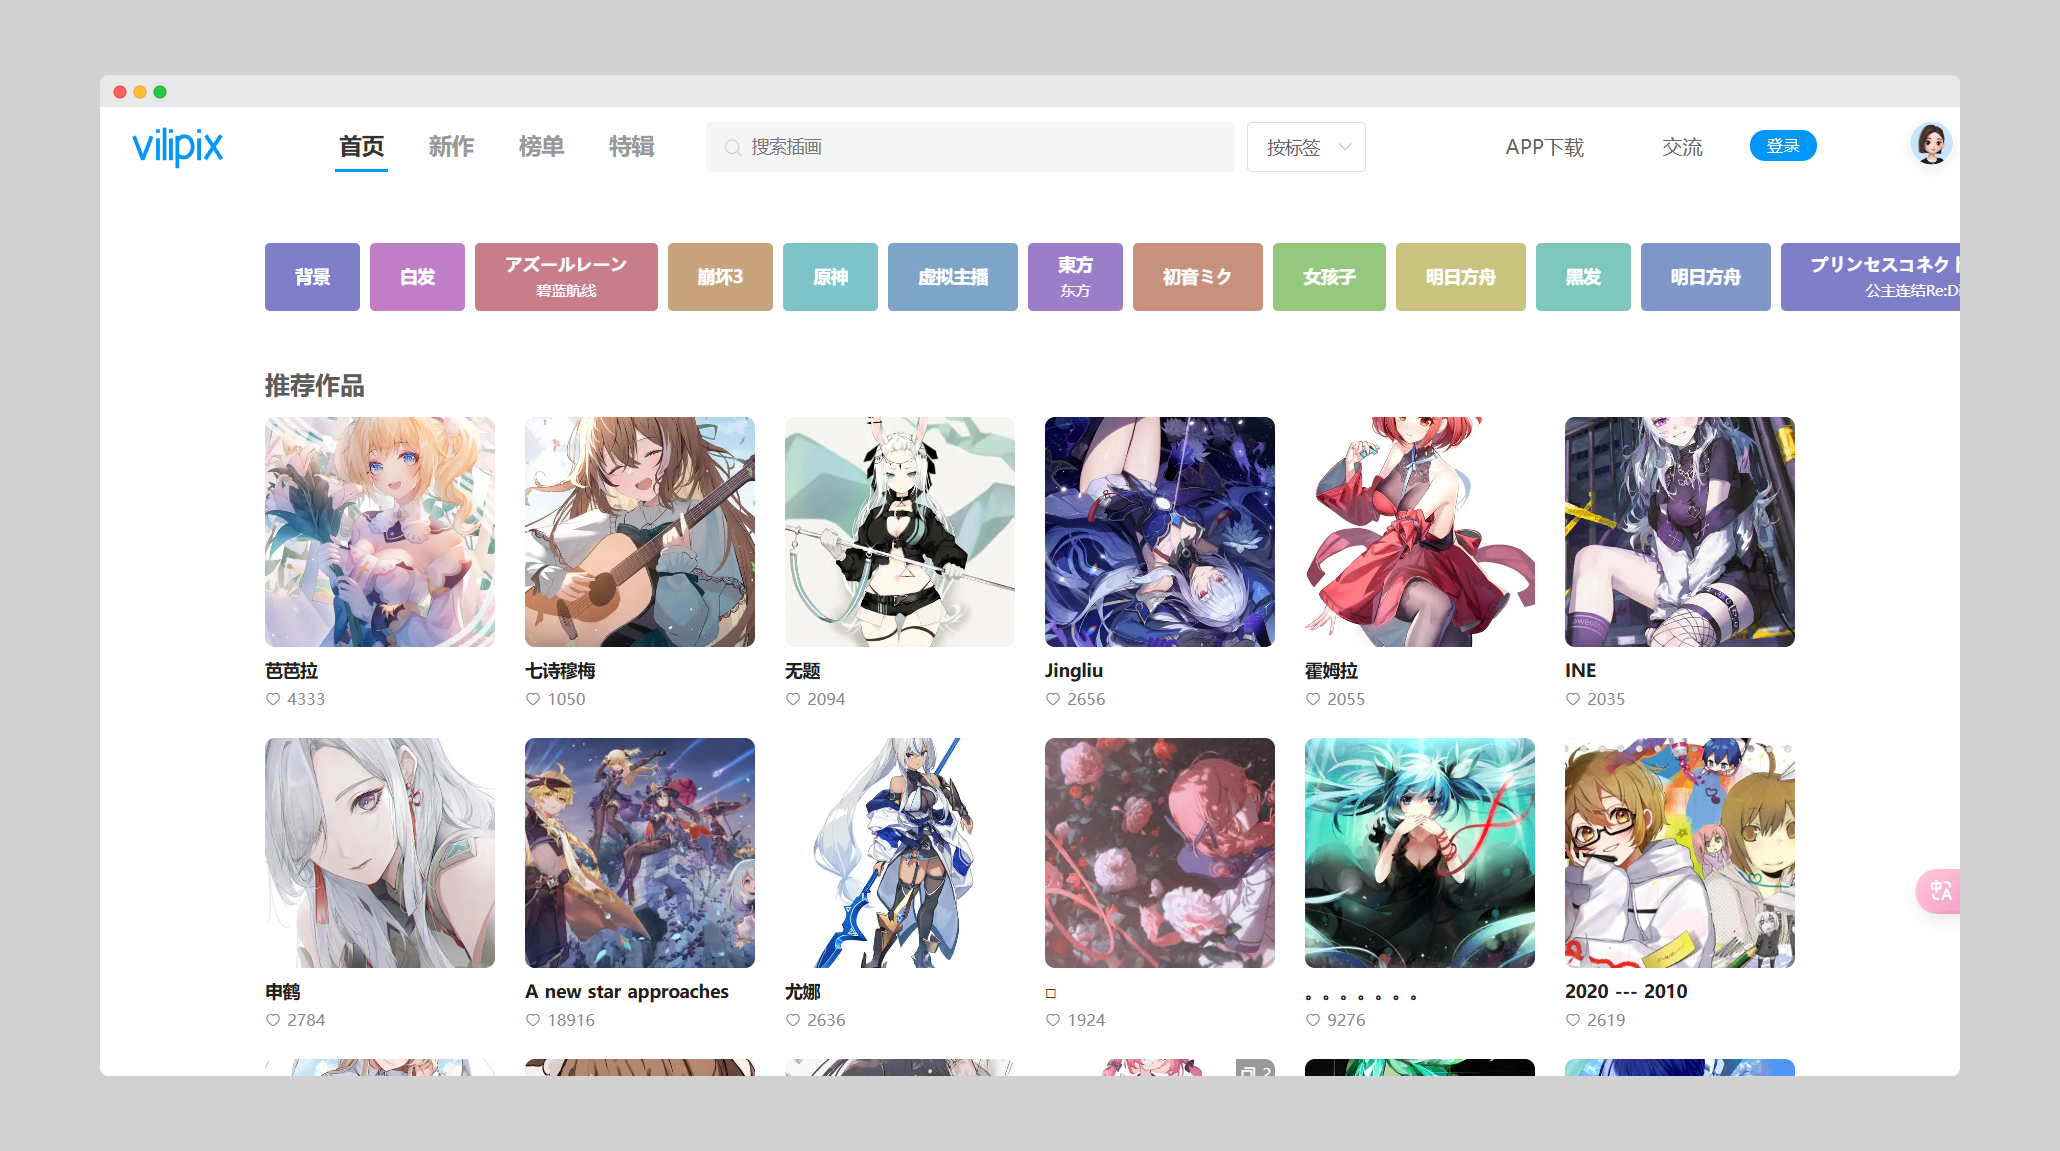 vilipix
首页 新作 榜单 特辑 搜索插画 按标签 APP下载 交流 登录
背景 白发 アズールレーン 碧蓝航线 崩坏3 原神 虚拟主播 東方 东方 初音ミク 女孩子 明日方舟 黑发 明日方舟 プリンセスコネクト 公主连结Re:Di
推荐作品
芭芭拉 七诗穆梅 无题 Jingliu 霍姆拉 INE
4333 1050 2094 2656 2055 2035
申鹤 A new star approaches 尤娜 □ 。。。。。。。 2020 --- 2010
2784 18916 2636 1924 9276 2619
2
中 A